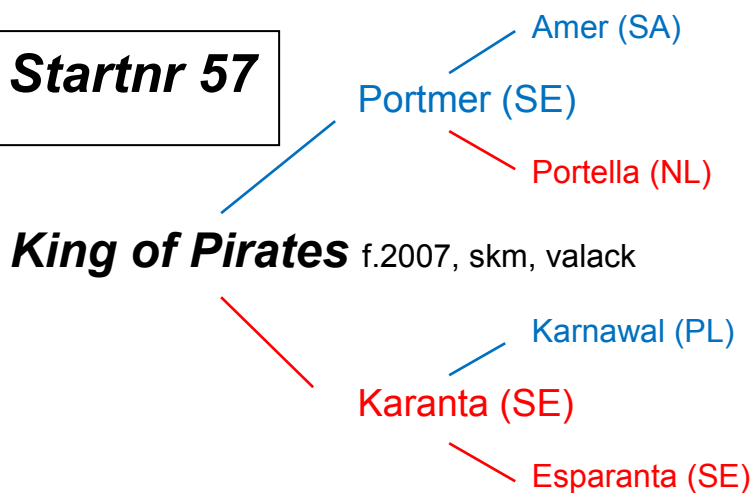 Amer (SA)
Startnr 57
Portmer (SE)
Portella (NL)
King of Pirates f.2007, skm, valack
Karnawal (PL)
Karanta (SE)
Esparanta (SE)